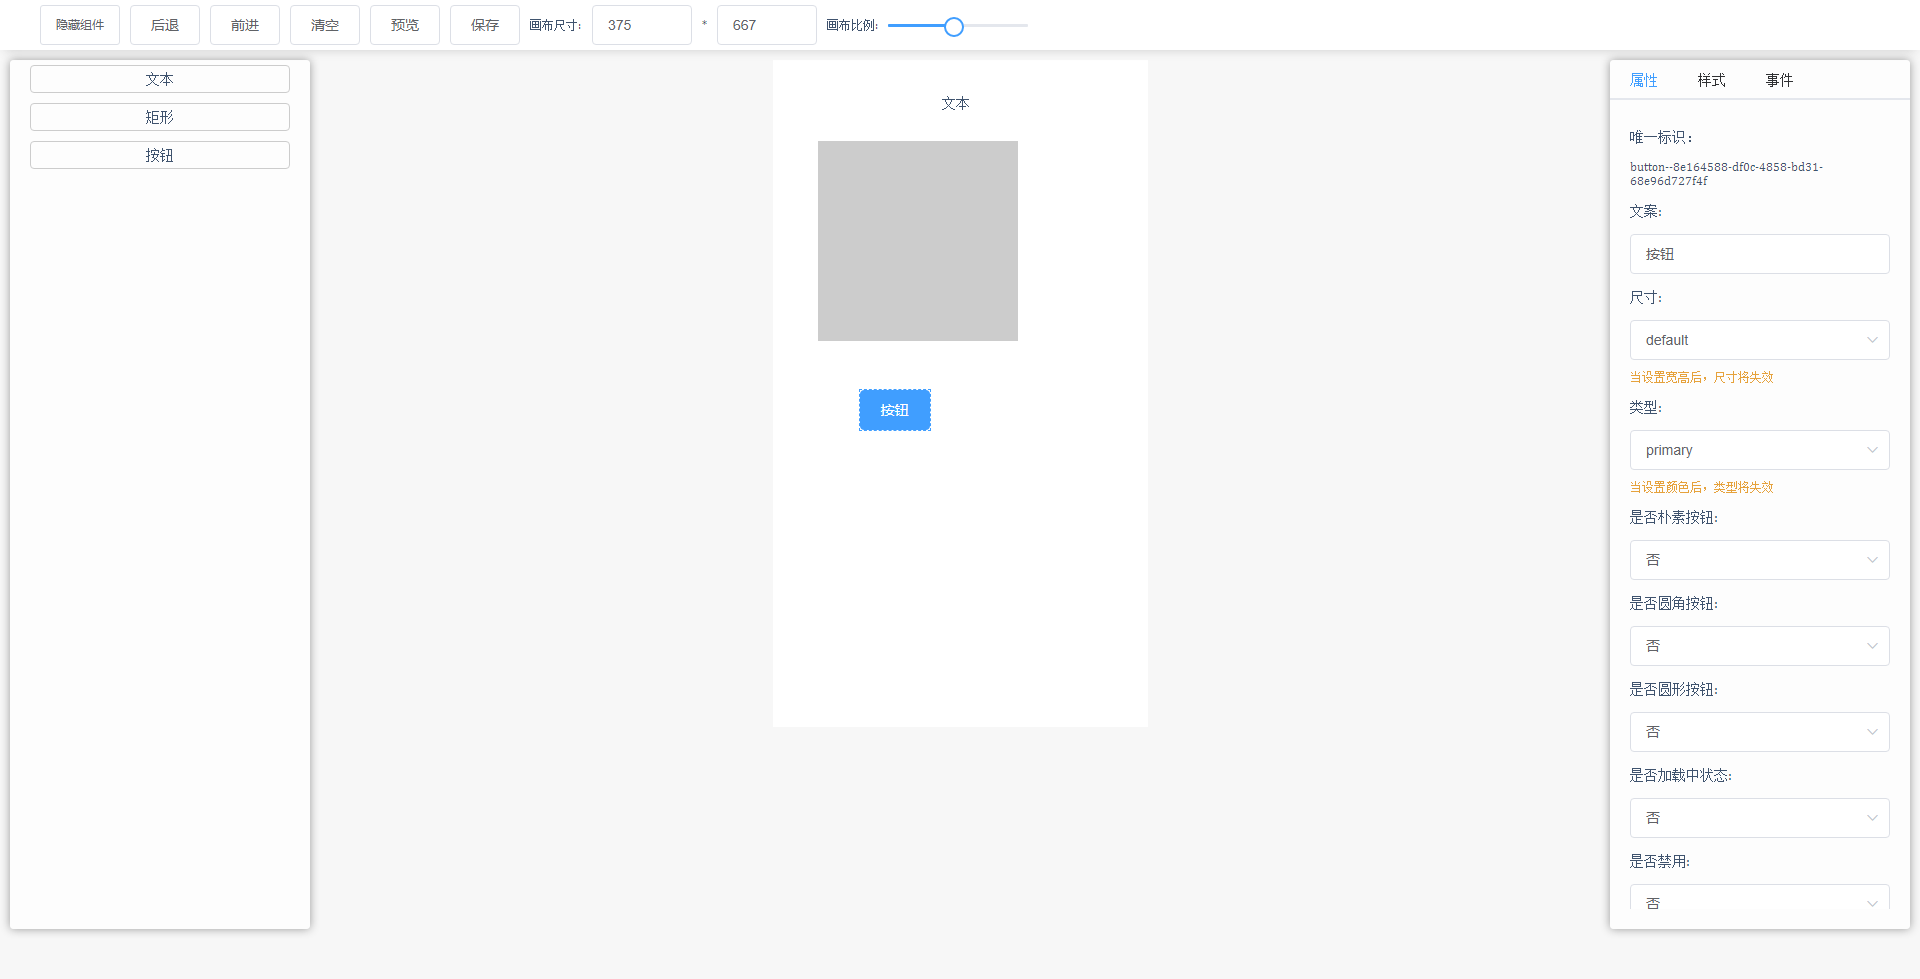 隐藏组件 后退 前进 清空 预览 保存 画布尺寸: 375 * 667 画布比例:
文本
矩形
按钮
文本
按钮
属性 样式 事件
唯一标识:
button--8e164588-df0c-4858-bd31-
68e96d727f4f
文案:
按钮
尺寸:
default
当设置宽高后，尺寸将失效
类型:
primary
当设置颜色后，类型将失效
是否朴素按钮:
否
是否圆角按钮:
否
是否圆形按钮:
否
是否加载中状态:
否
是否禁用:
否